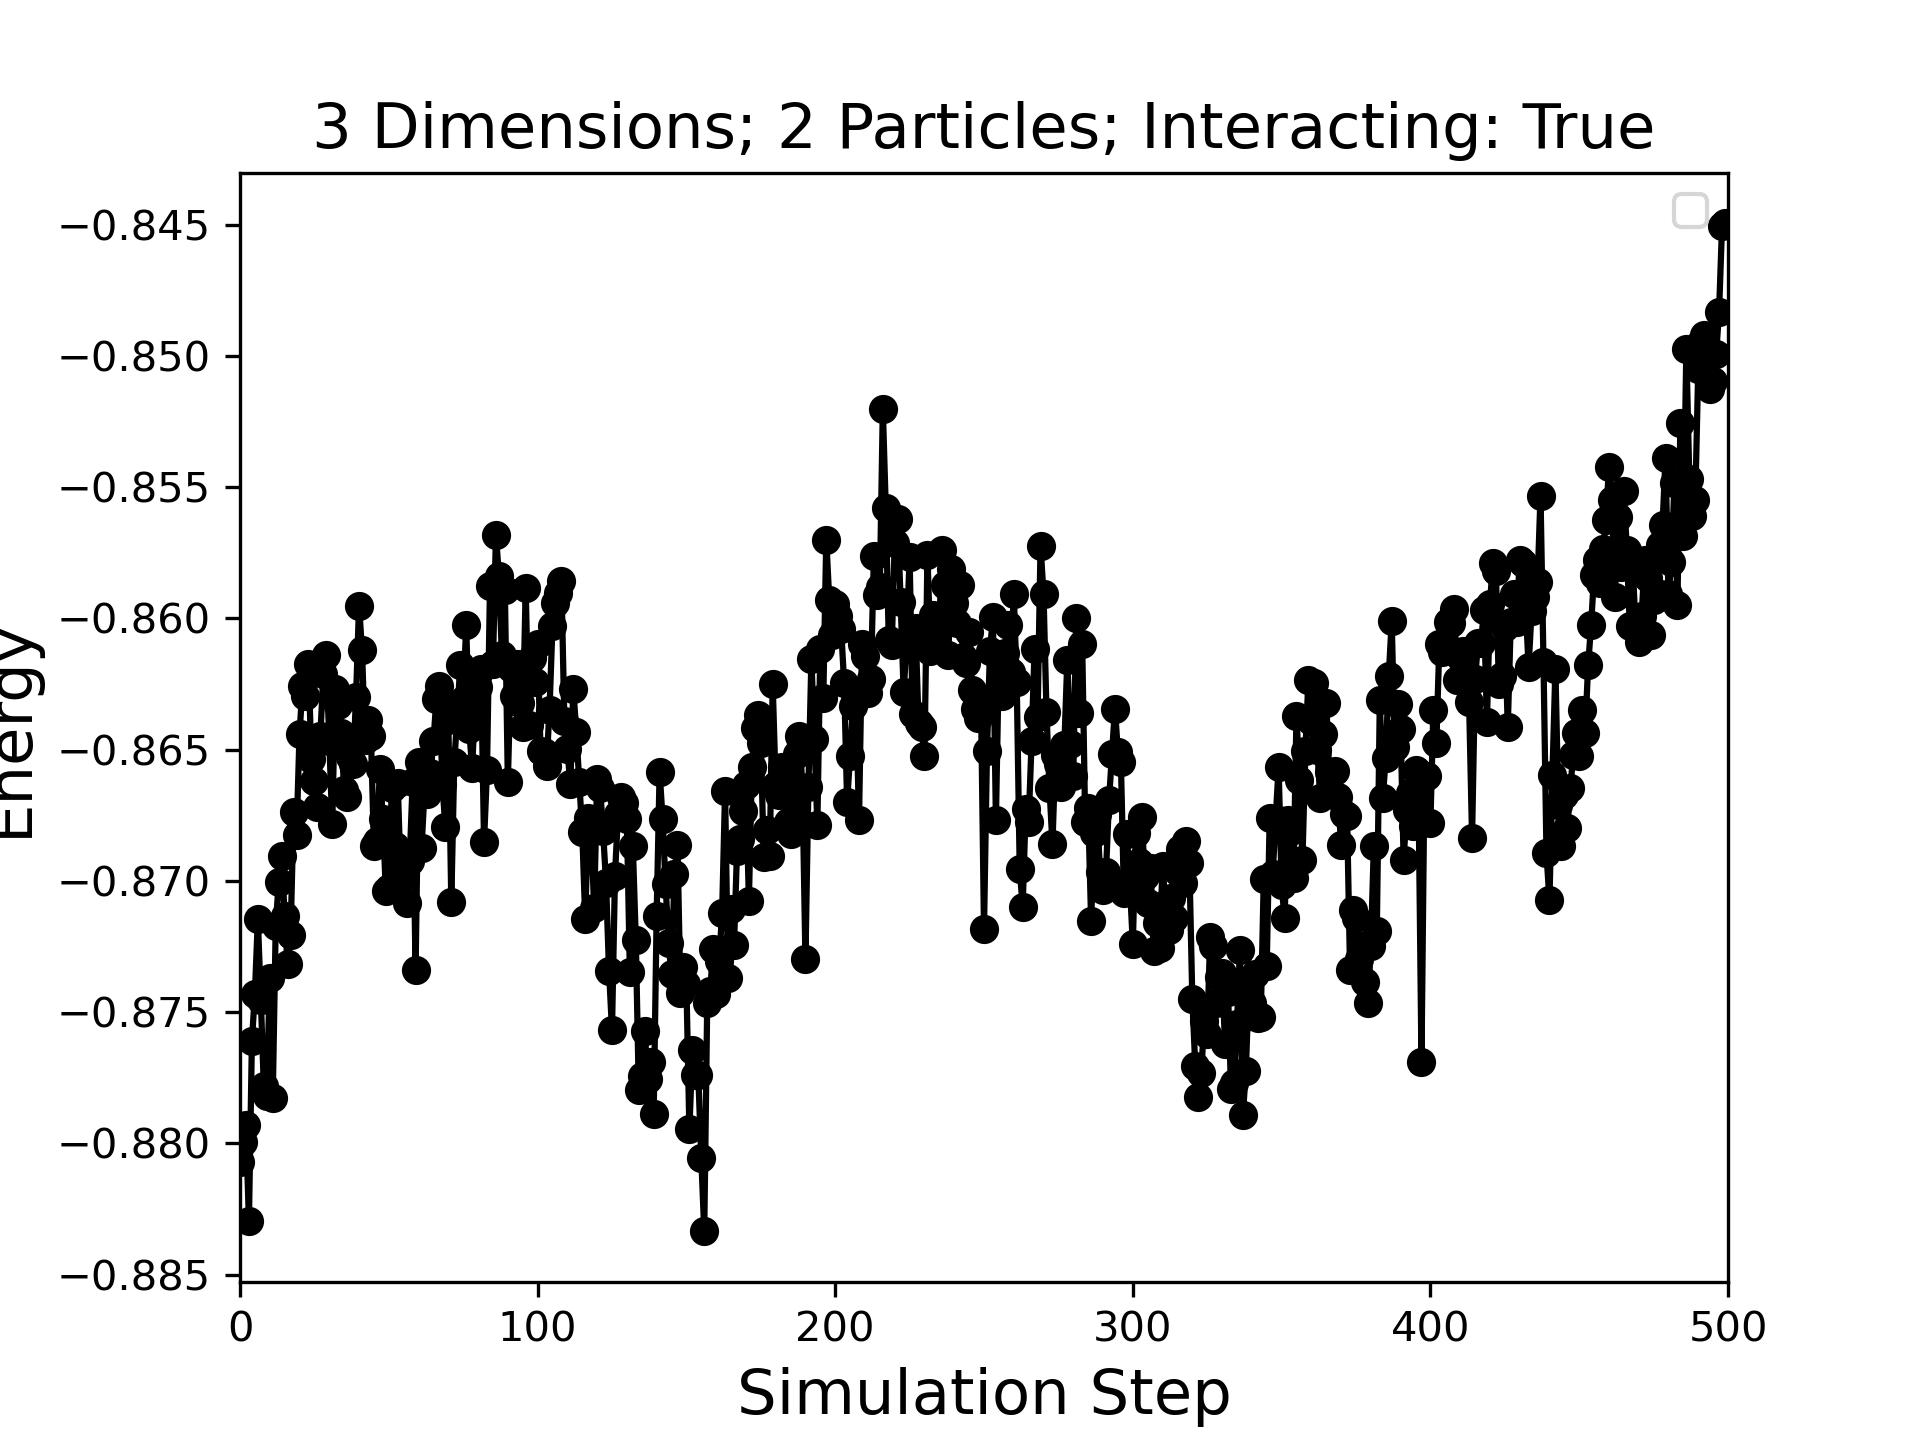 3 Dimensions; 2 Particles; Interacting: True
Energy
−0.845
−0.850
−0.855
−0.860
−0.865
−0.870
−0.875
−0.880
−0.885
0 100 200 300 400 500
Simulation Step